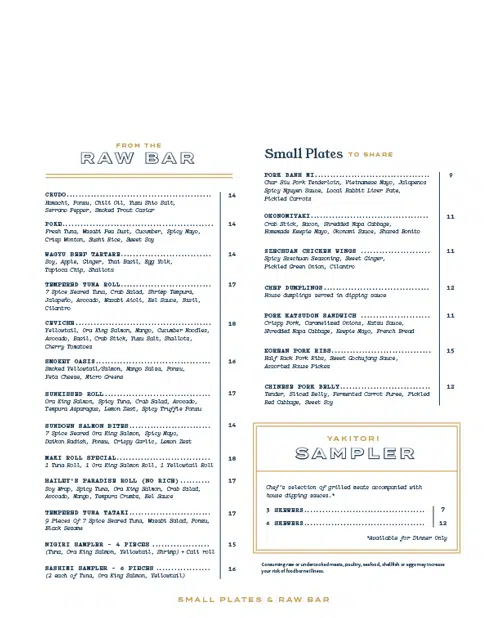 FROM THE
RAW BAR
CRUDO 14
Hamachi, Ponzu, Chili Oil, Yuzu Shio Salt,
Serrano Pepper, Smoked Trout Caviar
POKE 14
Fresh Tuna, Wasabi Pea Dust, Cucumber, Spicy Mayo,
Crisp Wonton, Sushi Rice, Sweet Soy
WAGYU BEEF TARTARE 14
Soy, Apple, Ginger, Thai Basil, Egg Yolk,
Tapioca Chip, Shallots
TEMPURED TUNA ROLL 17
7 Spice Seared Tuna, Crab Salad, Shrimp Tempura,
Jalapeño, Avocado, Wasabi Aioli, Eel Sauce, Basil,
Cilantro
CEVICHE 18
Yellowtail, Ora King Salmon, Mango, Cucumber Noodles,
Avocado, Basil, Crab Stick, Yuzu Salt, Shallots,
Cherry Tomatoes
SMOKEY OASIS 16
Smoked Yellowtail/Salmon, Mango Salsa, Ponzu,
Feta Cheese, Micro Greens
SUNKISSED ROLL 17
Ora King Salmon, Spicy Tuna, Crab Salad, Avocado,
Tempura Asparagus, Lemon Zest, Spicy Truffle Ponzu
SUNDOWN SALMON BITES 14
7 Spice Seared Ora King Salmon, Spicy Mayo,
Daikon Radish, Ponzu, Crispy Garlic, Lemon Zest
MAKI ROLL SPECIAL 18
1 Tuna Roll, 1 Ora King Salmon Roll, 1 Yellowtail Roll
HAILEY'S PARADISE ROLL (NO RICE) 17
Soy Wrap, Spicy Tuna, Ora King Salmon, Crab Salad,
Avocado, Mango, Tempura Crumbs, Eel Sauce
TEMPURED TUNA TATAKI 17
9 Pieces Of 7 Spice Seared Tuna, Wasabi Salad, Ponzu,
Black Sesame
NIGIRI SAMPLER - 4 PIECES 15
(Tuna, Ora King Salmon, Yellowtail, Shrimp) + Cali roll
SASHIMI SAMPLER - 6 PIECES 16
(2 each of Tuna, Ora King Salmon, Yellowtail)
Small Plates TO SHARE
PORK BANH MI 9
Char Siu Pork Tenderloin, Vietnamese Mayo, Jalapenos
Spicy Nguyen Sauce, Local Rabbit Liver Pate,
Pickled Carrots
OKONOMIYAKI 11
Crab Stick, Bacon, Shredded Napa Cabbage,
Homemade Kewpie Mayo, Okonomi Sauce, Shaved Bonito
SZECHUAN CHICKEN WINGS 11
Spicy Szechuan Seasoning, Sweet Ginger,
Pickled Green Onion, Cilantro
CHEF DUMPLINGS 12
House dumplings served in dipping sauce
PORK KATSUDON SANDWICH 11
Crispy Pork, Caramelized Onions, Katsu Sauce,
Shredded Napa Cabbage, Kewpie Mayo, French Bread
KOREAN PORK RIBS 15
Half Rack Pork Ribs, Sweet Gochujang Sauce,
Assorted House Pickles
CHINESE PORK BELLY 12
Tender, Sliced Belly, Fermented Carrot Puree, Pickled
Red Cabbage, Sweet Soy
YAKITORI
SAMPLER
Chef's selection of grilled meats accompanied with
house dipping sauces.*
3 SKEWERS 7
6 SKEWERS 12
*Available for Dinner Only
Consuming raw or undercooked meats, poultry, seafood, shellfish or eggs may increase
your risk of foodborne illness.
SMALL PLATES & RAW BAR